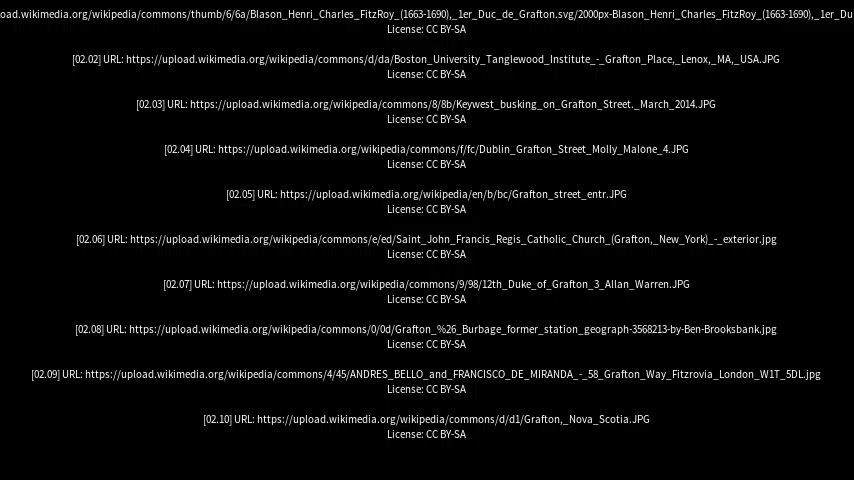 oad.wikimedia.org/wikipedia/commons/thumb/6/6a/Blason_Henri_Charles_FitzRoy_(1663-1690),_1er_Duc_de_Grafton.svg/2000px-Blason_Henri_Charles_FitzRoy_(1663-1690),_1er_Du
License: CC BY-SA
[02.02] URL: https://upload.wikimedia.org/wikipedia/commons/d/da/Boston_University_Tanglewood_Institute_-_Grafton_Place,_Lenox,_MA,_USA.JPG
License: CC BY-SA
[02.03] URL: https://upload.wikimedia.org/wikipedia/commons/8/8b/Keywest_busking_on_Grafton_Street._March_2014.JPG
License: CC BY-SA
[02.04] URL: https://upload.wikimedia.org/wikipedia/commons/f/fc/Dublin_Grafton_Street_Molly_Malone_4.JPG
License: CC BY-SA
[02.05] URL: https://upload.wikimedia.org/wikipedia/en/b/bc/Grafton_street_entr.JPG
License: CC BY-SA
[02.06] URL: https://upload.wikimedia.org/wikipedia/commons/e/ed/Saint_John_Francis_Regis_Catholic_Church_(Grafton,_New_York)_-_exterior.jpg
License: CC BY-SA
[02.07] URL: https://upload.wikimedia.org/wikipedia/commons/9/98/12th_Duke_of_Grafton_3_Allan_Warren.JPG
License: CC BY-SA
[02.08] URL: https://upload.wikimedia.org/wikipedia/commons/0/0d/Grafton_%26_Burbage_former_station_geograph-3568213-by-Ben-Brooksbank.jpg
License: CC BY-SA
[02.09] URL: https://upload.wikimedia.org/wikipedia/commons/4/45/ANDRES_BELLO_and_FRANCISCO_DE_MIRANDA_-_58_Grafton_Way_Fitzrovia_London_W1T_5DL.jpg
License: CC BY-SA
[02.10] URL: https://upload.wikimedia.org/wikipedia/commons/d/d1/Grafton,_Nova_Scotia.JPG
License: CC BY-SA